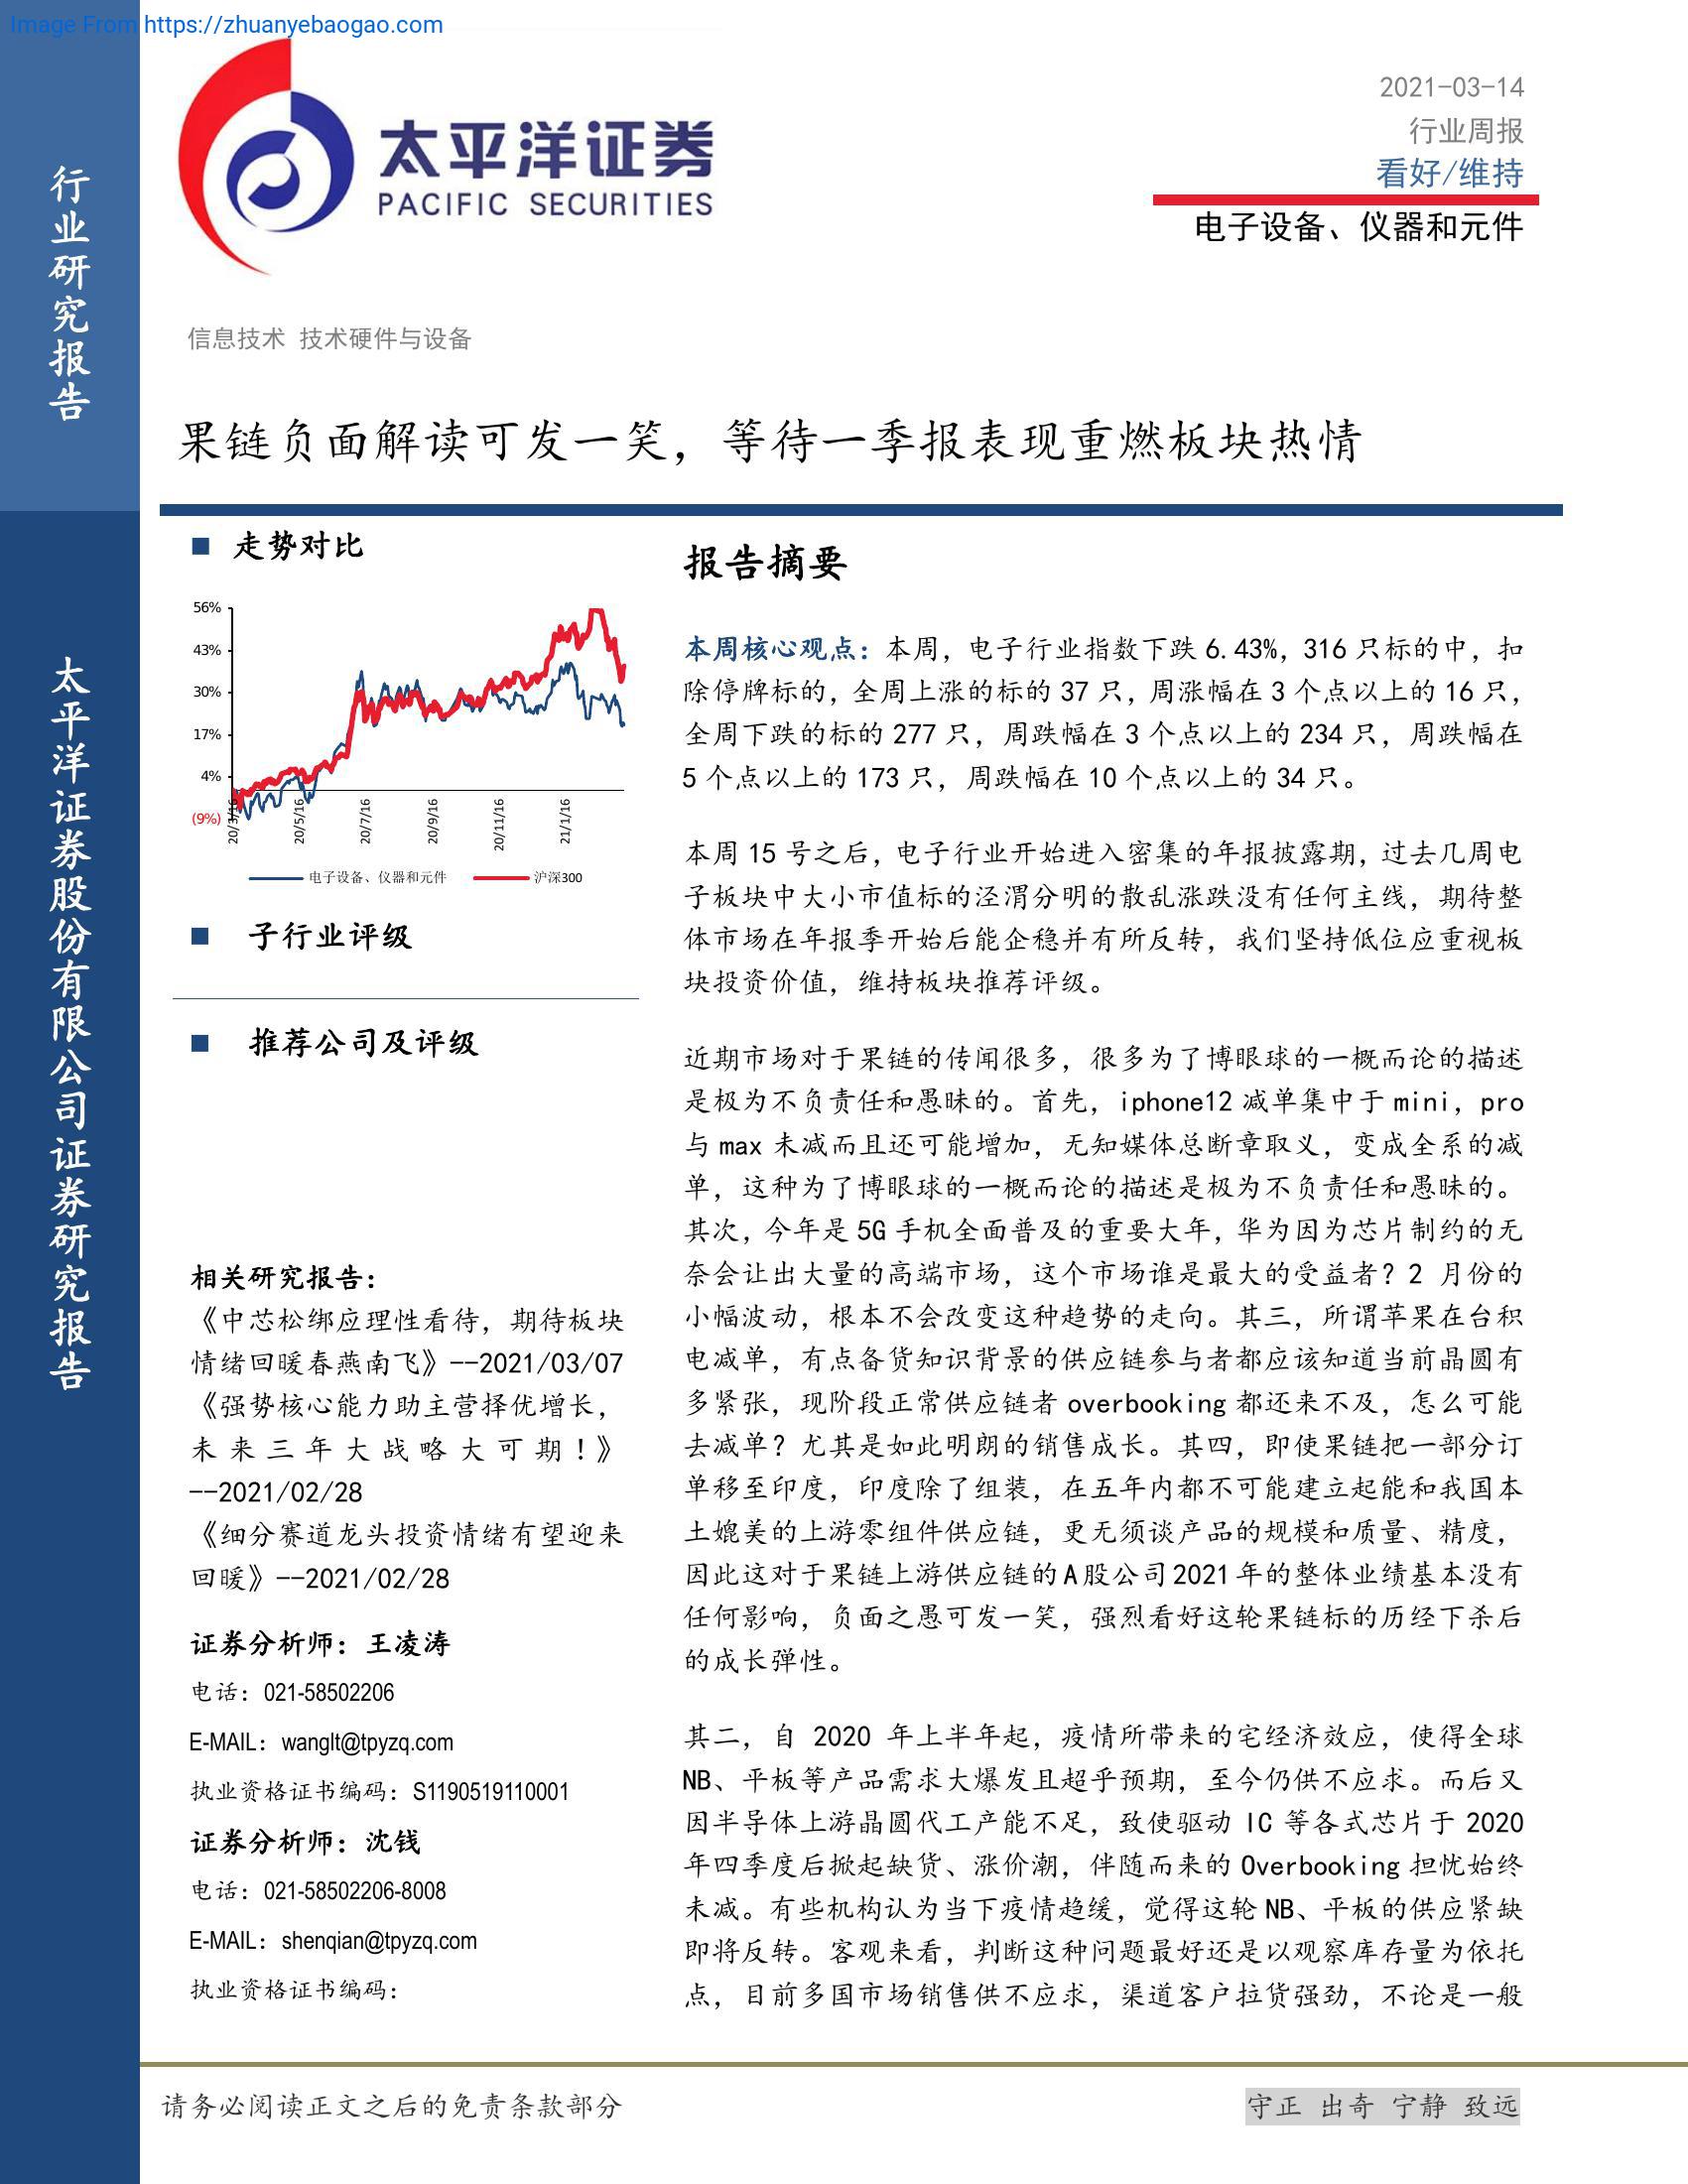 Image From https://zhuanyebaogao.com
行业研究报告
太平洋证券股份有限公司证券研究报告
太平洋证券
PACIFIC SECURITIES
2021-03-14
行业周报
看好/维持
电子设备、仪器和元件
信息技术 技术硬件与设备
果链负面解读可发一笑，等待一季报表现重燃板块热情
走势对比
56%
43%
30%
17%
4%
(9%)
20/3/16
20/5/16
20/7/16
20/9/16
20/11/16
21/1/16
电子设备、仪器和元件 沪深300
子行业评级
推荐公司及评级
相关研究报告：
《中芯松绑应理性看待，期待板块
情绪回暖春燕南飞》--2021/03/07
《强势核心能力助主营择优增长，
未来三年大战略大可期！》
--2021/02/28
《细分赛道龙头投资情绪有望迎来
回暖》--2021/02/28
证券分析师：王凌涛
电话：021-58502206
E-MAIL：wanglt@tpyzq.com
执业资格证书编码：S1190519110001
证券分析师：沈钱
电话：021-58502206-8008
E-MAIL：shenqian@tpyzq.com
执业资格证书编码：
报告摘要
本周核心观点：本周，电子行业指数下跌 6.43%，316 只标的中，扣
除停牌标的，全周上涨的标的 37 只，周涨幅在 3 个点以上的 16 只，
全周下跌的标的 277 只，周跌幅在 3 个点以上的 234 只，周跌幅在
5 个点以上的 173 只，周跌幅在 10 个点以上的 34 只。
本周 15 号之后，电子行业开始进入密集的年报披露期，过去几周电
子板块中大小市值标的泾渭分明的散乱涨跌没有任何主线，期待整
体市场在年报季开始后能企稳并有所反转，我们坚持低位应重视板
块投资价值，维持板块推荐评级。
近期市场对于果链的传闻很多，很多为了博眼球的一概而论的描述
是极为不负责任和愚昧的。首先，iphone12 减单集中于 mini，pro
与 max 未减而且还可能增加，无知媒体总断章取义，变成全系的减
单，这种为了博眼球的一概而论的描述是极为不负责任和愚昧的。
其次，今年是 5G 手机全面普及的重要大年，华为因为芯片制约的无
奈会让出大量的高端市场，这个市场谁是最大的受益者？2 月份的
小幅波动，根本不会改变这种趋势的走向。其三，所谓苹果在台积
电减单，有点备货知识背景的供应链参与者都应该知道当前晶圆有
多紧张，现阶段正常供应链者 overbooking 都还来不及，怎么可能
去减单？尤其是如此明朗的销售成长。其四，即使果链把一部分订
单移至印度，印度除了组装，在五年内都不可能建立起能和我国本
土媲美的上游零组件供应链，更无须谈产品的规模和质量、精度，
因此这对于果链上游供应链的 A 股公司 2021 年的整体业绩基本没有
任何影响，负面之愚可发一笑，强烈看好这轮果链标的历经下杀后
的成长弹性。
其二，自 2020 年上半年起，疫情所带来的宅经济效应，使得全球
NB、平板等产品需求大爆发且超乎预期，至今仍供不应求。而后又
因半导体上游晶圆代工产能不足，致使驱动 IC 等各式芯片于 2020
年四季度后掀起缺货、涨价潮，伴随而来的 Overbooking 担忧始终
未减。有些机构认为当下疫情趋缓，觉得这轮 NB、平板的供应紧缺
即将反转。客观来看，判断这种问题最好还是以观察库存量为依托
点，目前多国市场销售供不应求，渠道客户拉货强劲，不论是一般
请务必阅读正文之后的免责条款部分
守正 出奇 宁静 致远